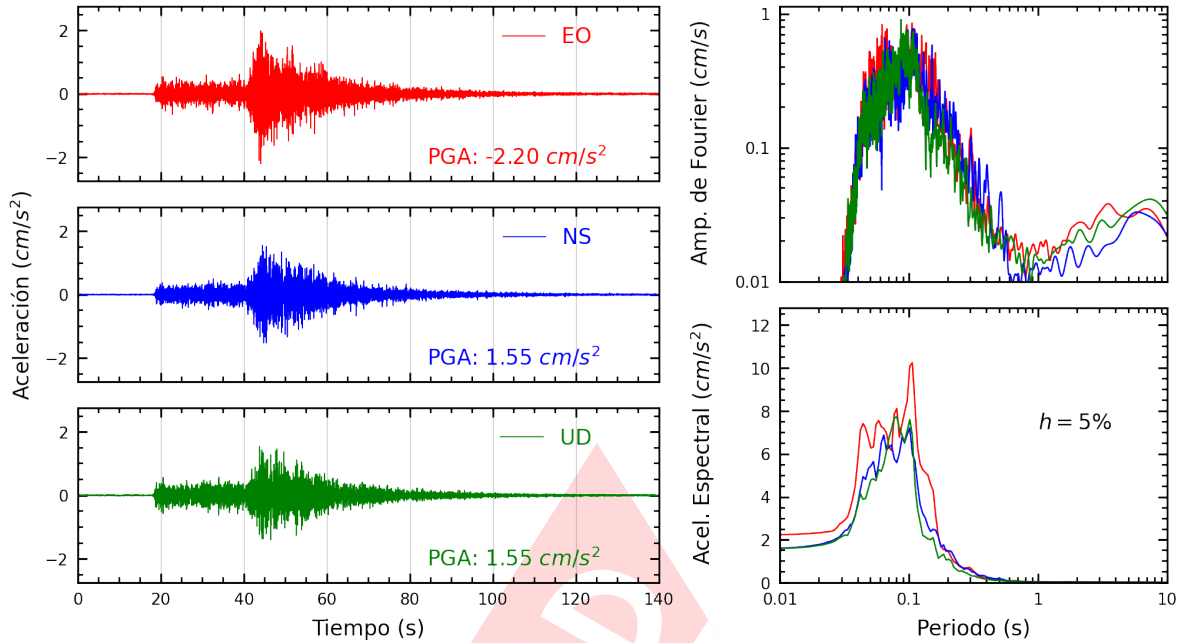 Aceleración (cm/s²)
2
0
−2
EO
PGA: -2.20 cm/s²
2
0
−2
NS
PGA: 1.55 cm/s²
2
0
−2
UD
PGA: 1.55 cm/s²
0 20 40 60 80 100 120 140
Tiempo (s)
Amp. de Fourier (cm/s)
1
0.1
0.01
Acel. Espectral (cm/s²)
12
10
8
6
4
2
0
h = 5%
0.01 0.1 1 10
Periodo (s)